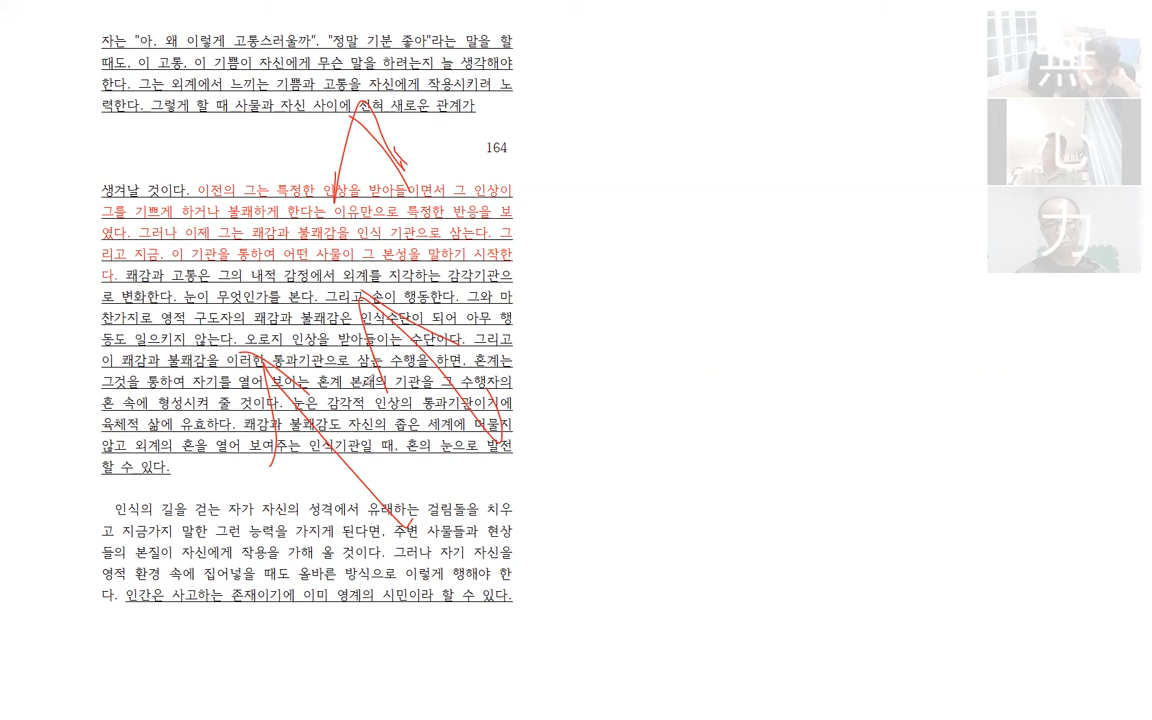 자는 "아, 왜 이렇게 고통스러울까", "정말 기분 좋아"라는 말을 할
때도, 이 고통, 이 기쁨이 자신에게 무슨 말을 하려는지 늘 생각해야
한다. 그는 외계에서 느끼는 기쁨과 고통을 자신에게 작용시키려 노
력한다. 그렇게 할 때 사물과 자신 사이에 전혀 새로운 관계가
164
생겨날 것이다. 이전의 그는 특정한 인상을 받아들이면서 그 인상이
그를 기쁘게 하거나 불쾌하게 한다는 이유만으로 특정한 반응을 보
였다. 그러나 이제 그는 쾌감과 불쾌감을 인식 기관으로 삼는다. 그
리고 지금, 이 기관을 통하여 어떤 사물이 그 본성을 말하기 시작한
다. 쾌감과 고통은 그의 내적 감정에서 외계를 지각하는 감각기관으
로 변화한다. 눈이 무엇인가를 본다. 그리고 손이 행동한다. 그와 마
찬가지로 영적 구도자의 쾌감과 불쾌감은 인식수단이 되어 아무 행
동도 일으키지 않는다. 오로지 인상을 받아들이는 수단이다. 그리고
이 쾌감과 불쾌감을 이러한 통과기관으로 삼는 수행을 하면, 혼계는
그것을 통하여 자기를 열어 보이는 혼계 본래의 기관을 그 수행자의
혼 속에 형성시켜 줄 것이다. 눈은 감각적 인상의 통과기관이기에
육체적 삶에 유효하다. 쾌감과 불쾌감도 자신의 좁은 세계에 머물지
않고 외계의 혼을 열어 보여주는 인식기관일 때, 혼의 눈으로 발전
할 수 있다.
인식의 길을 걷는 자가 자신의 성격에서 유래하는 걸림돌을 치우
고 지금가지 말한 그런 능력을 가지게 된다면, 주변 사물들과 현상
들의 본질이 자신에게 작용을 가해 올 것이다. 그러나 자기 자신을
영적 환경 속에 집어넣을 때도 올바른 방식으로 이렇게 행해야 한
다. 인간은 사고하는 존재이기에 이미 영계의 시민이라 할 수 있다.
無
心
力